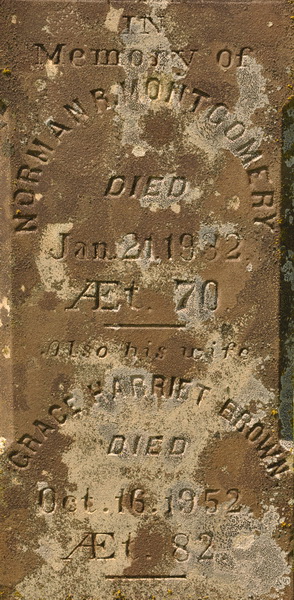 IN
Memory of
NORMAN R. MONTGOMERY
DIED
Jan. 21, 1932.
Æt. 70.
Also his wife
GRACE HARRIET BROWN
DIED
Oct. 16, 1952.
Æt. 82.